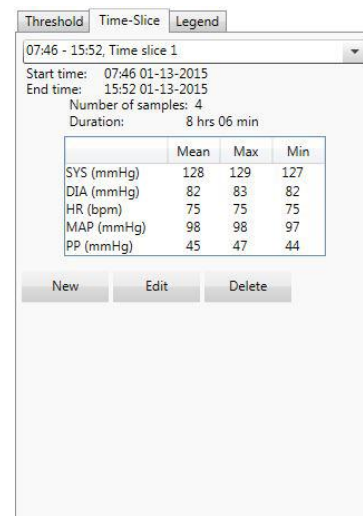 Threshold Time-Slice Legend
07:46 - 15:52, Time slice 1
Start time: 07:46 01-13-2015
End time: 15:52 01-13-2015
Number of samples: 4
Duration: 8 hrs 06 min
Mean Max Min
SYS (mmHg) 128 129 127
DIA (mmHg) 82 83 82
HR (bpm) 75 75 75
MAP (mmHg) 98 98 97
PP (mmHg) 45 47 44
New Edit Delete